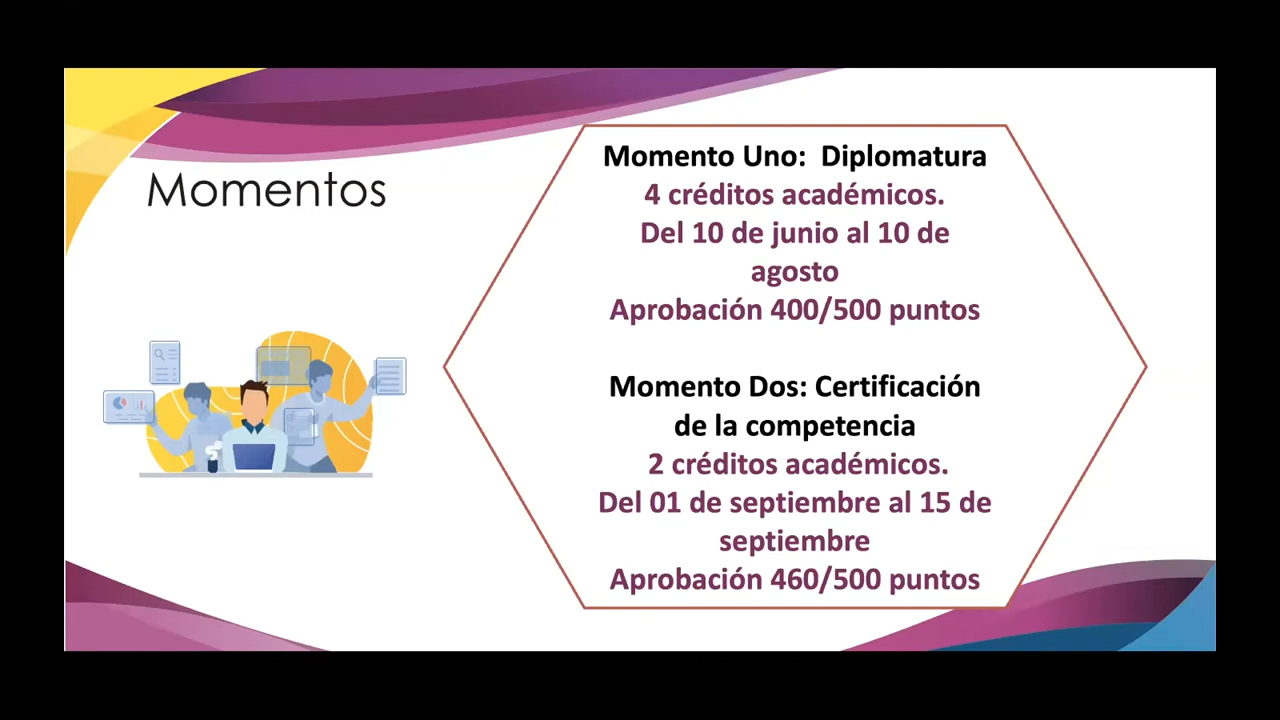 Momentos
Momento Uno: Diplomatura
4 créditos académicos.
Del 10 de junio al 10 de
agosto
Aprobación 400/500 puntos
Momento Dos: Certificación
de la competencia
2 créditos académicos.
Del 01 de septiembre al 15 de
septiembre
Aprobación 460/500 puntos